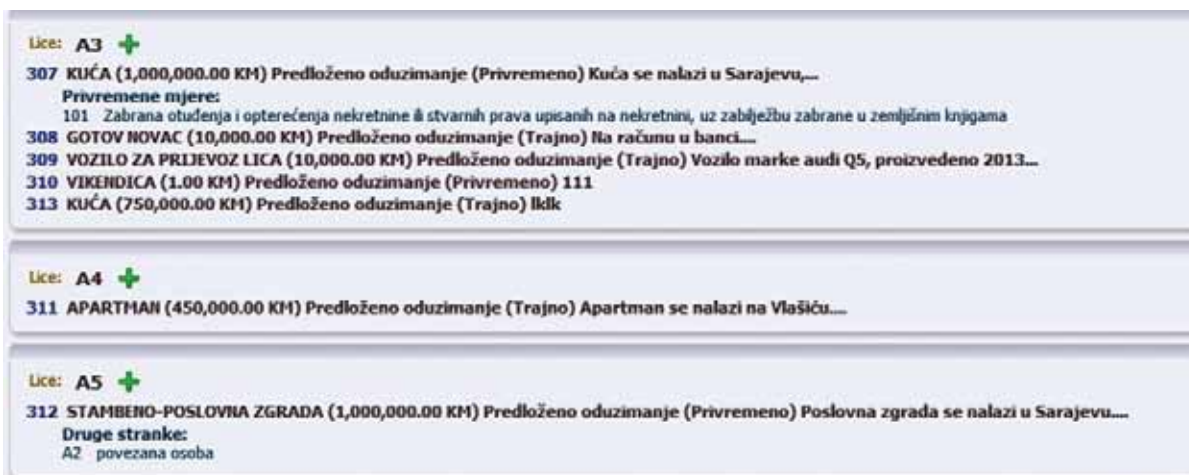 Lice: A3
307 KUĆA (1,000,000.00 KM) Predloženo oduzimanje (Privremeno) Kuća se nalazi u Sarajevu,...
Privremene mjere:
101 Zabrana otuđenja i opterećenja nekretnine ili stvarnih prava upisanih na nekretnini, uz zabilježbu zabrane u zemljišnim knjigama
308 GOTOV NOVAC (10,000.00 KM) Predloženo oduzimanje (Trajno) Na računu u banci....
309 VOZILO ZA PRIJEVOZ LICA (10,000.00 KM) Predloženo oduzimanje (Trajno) Vozilo marke audi Q5, proizvedeno 2013...
310 VIKENDICA (1.00 KM) Predloženo oduzimanje (Privremeno) 111
313 KUĆA (750,000.00 KM) Predloženo oduzimanje (Trajno) lklk
Lice: A4
311 APARTMAN (450,000.00 KM) Predloženo oduzimanje (Trajno) Apartman se nalazi na Vlašiću....
Lice: A5
312 STAMBENO-POSLOVNA ZGRADA (1,000,000.00 KM) Predloženo oduzimanje (Privremeno) Poslovna zgrada se nalazi u Sarajevu....
Druge stranke:
A2 povezana osoba